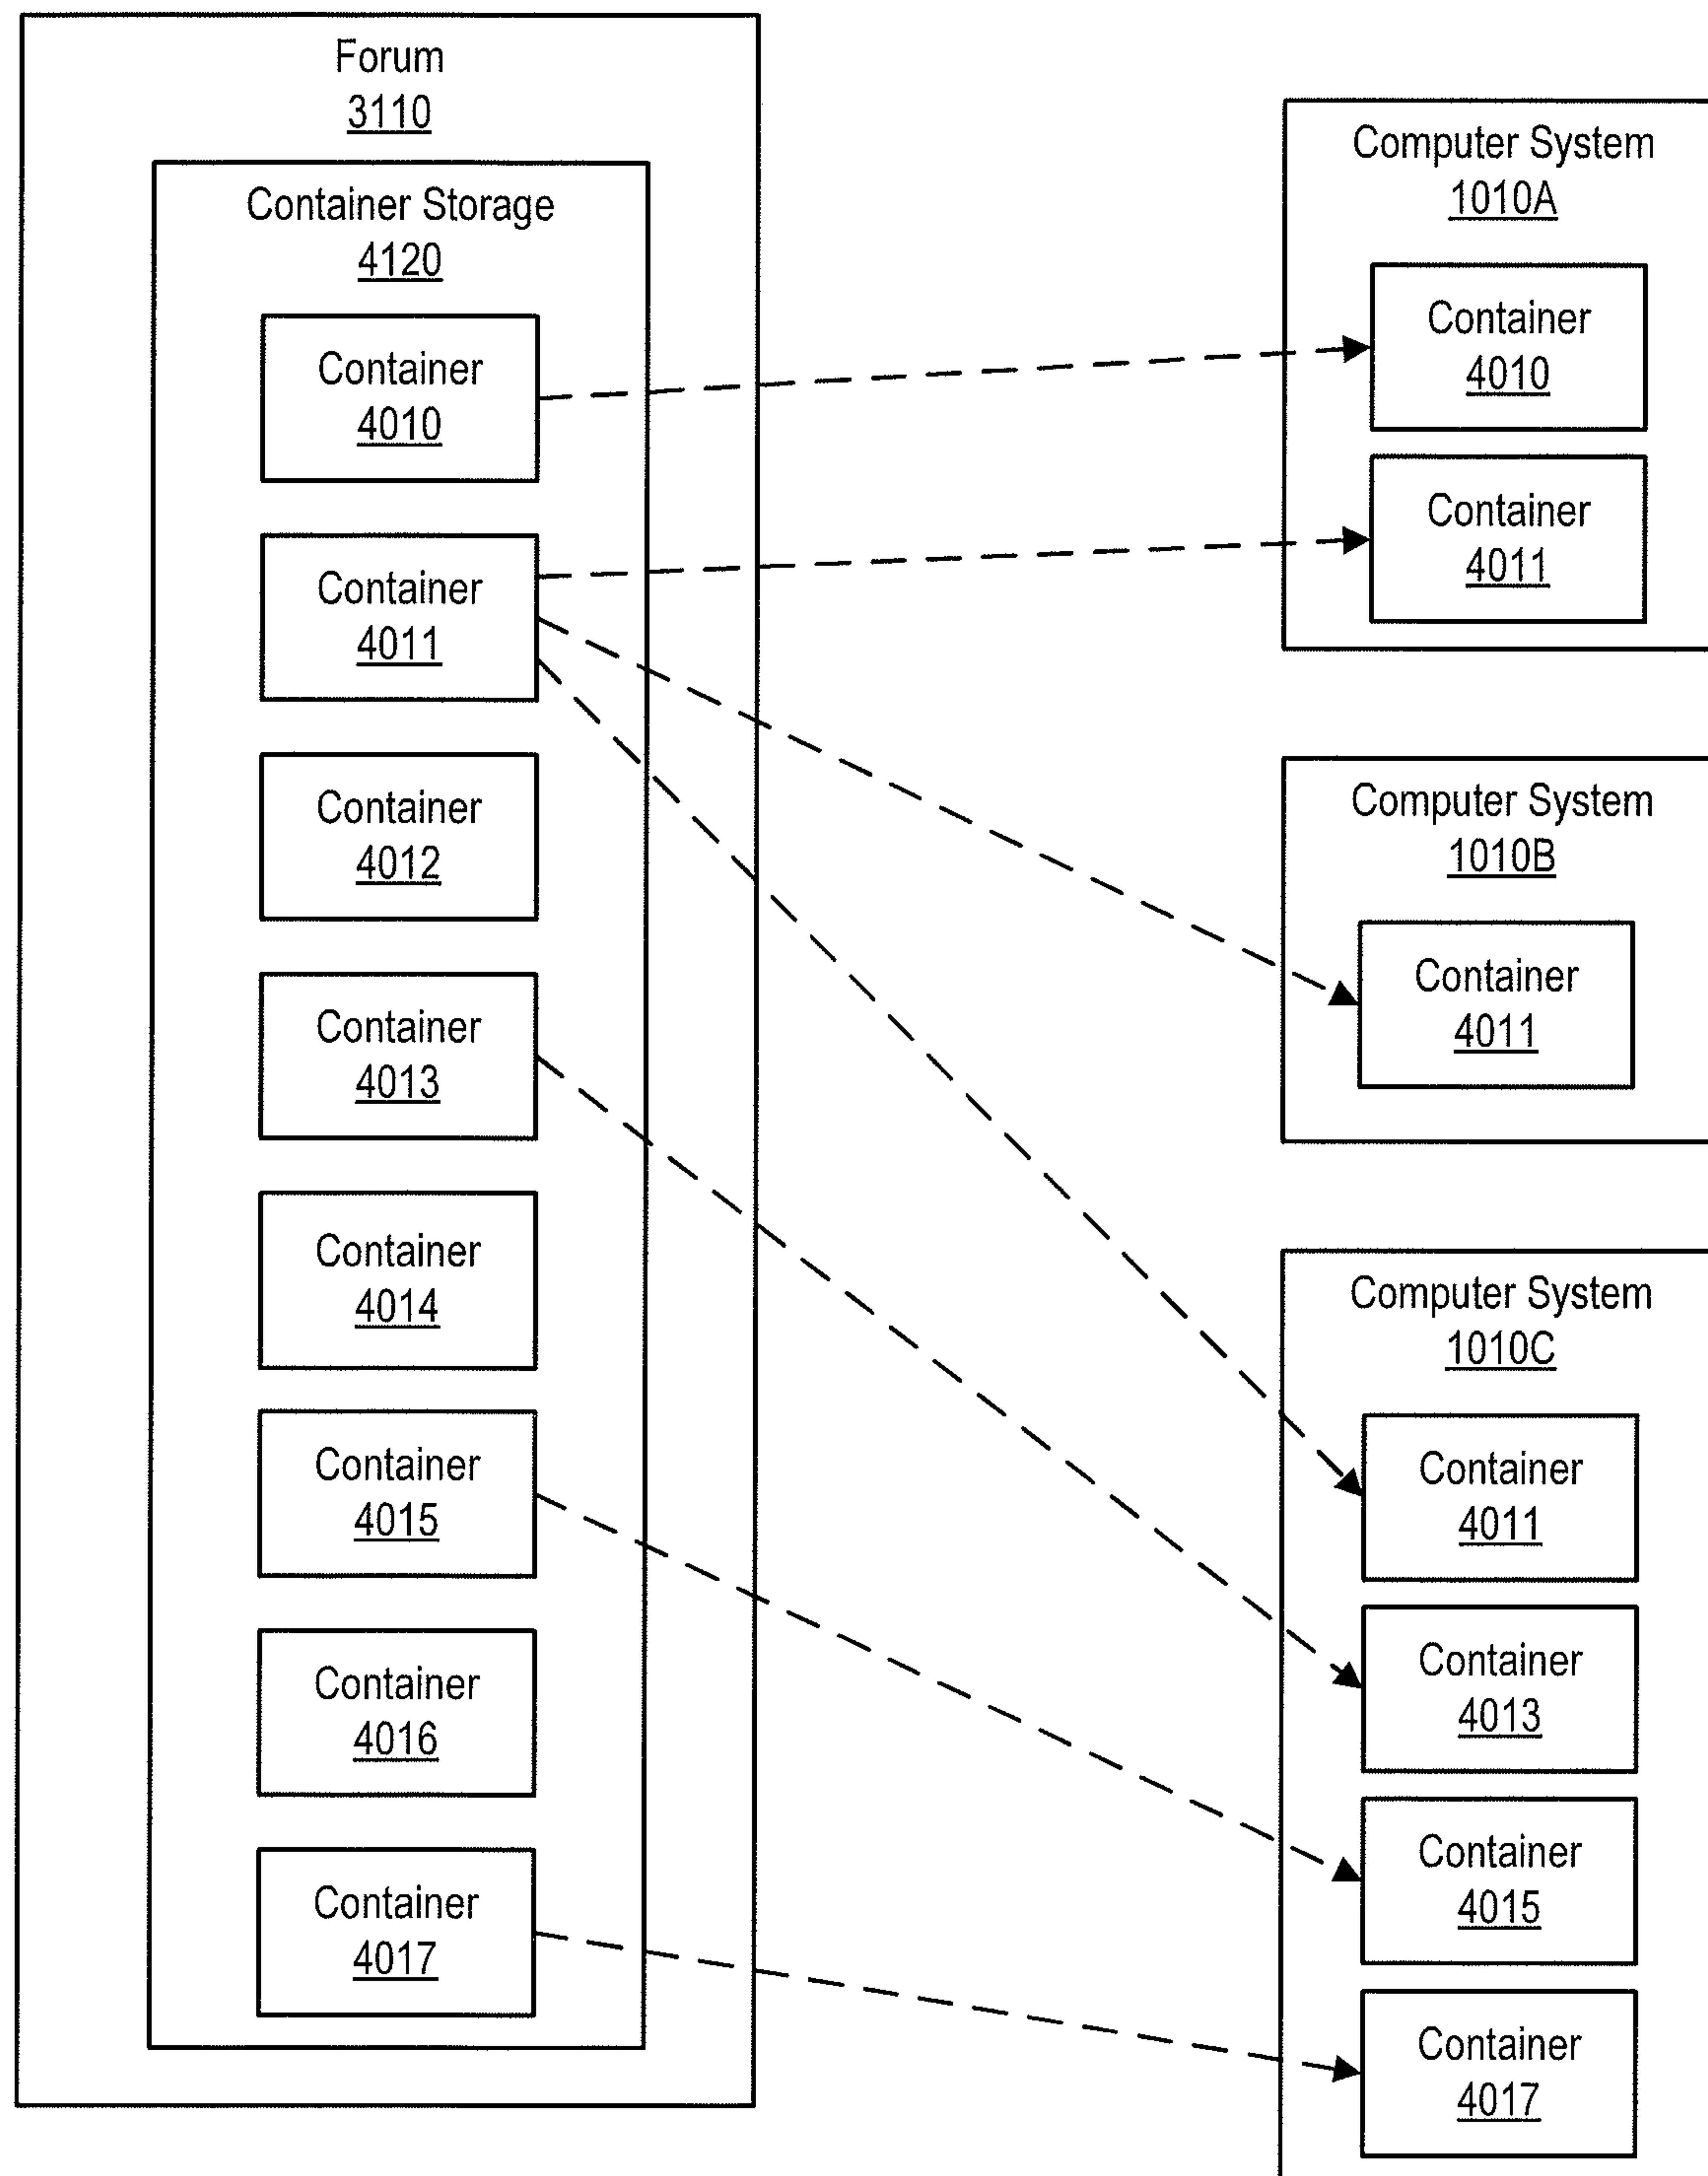 Forum
3110
Container Storage
4120
Container
4010
Container
4011
Container
4012
Container
4013
Container
4014
Container
4015
Container
4016
Container
4017
Computer System
1010A
Container
4010
Container
4011
Computer System
1010B
Container
4011
Computer System
1010C
Container
4011
Container
4013
Container
4015
Container
4017